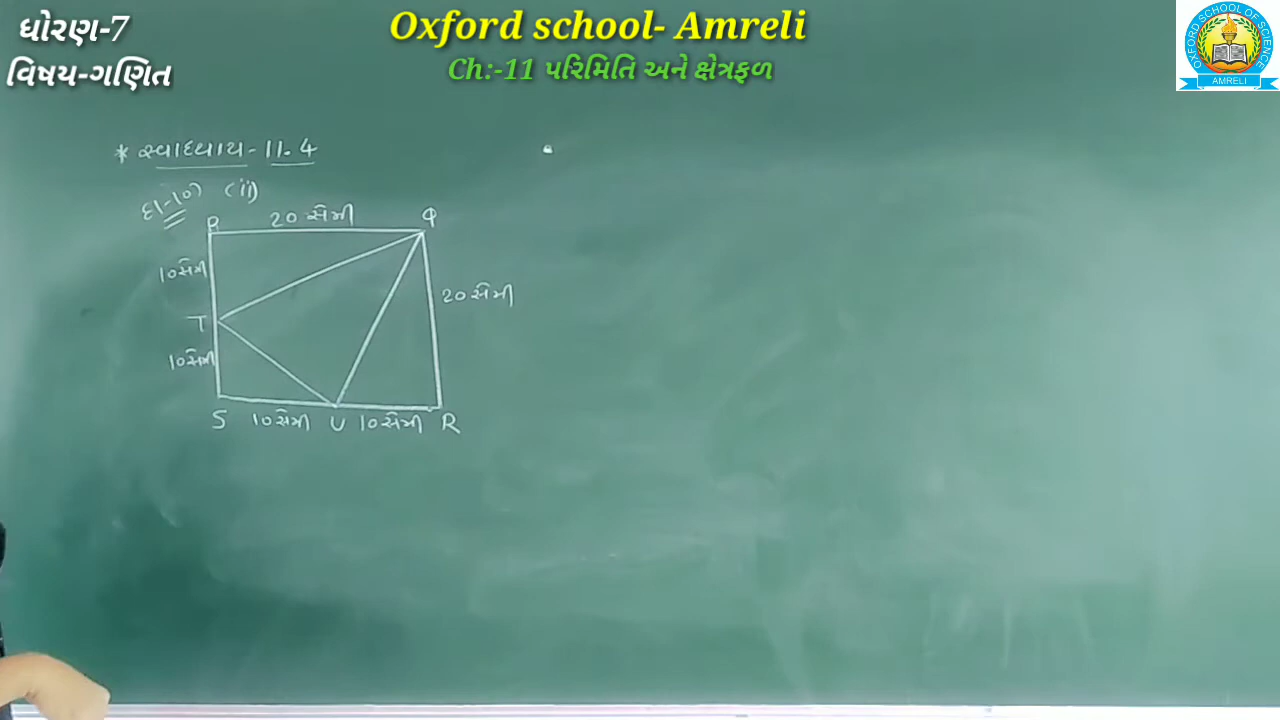 ધોરણ-7
વિષય-ગણિત
Oxford school- Amreli
Ch:-11 પરિમિતિ અને ક્ષેત્રફળ
OXFORD SCHOOL OF SCIENCE
AMRELI
* સ્વાધ્યાય- 11.4
દા-10) (ii)
P 20 સેમી Q
10સેમી
20 સેમી
T
10સેમી
S 10સેમી U 10સેમી R